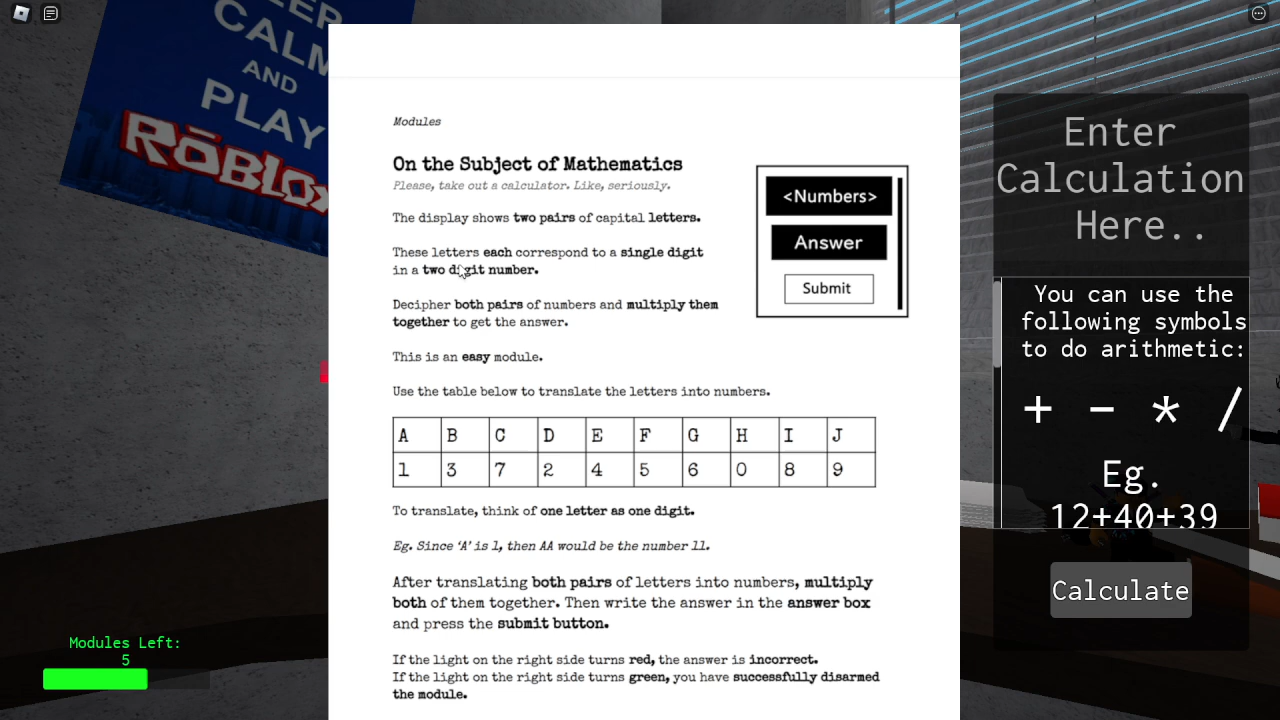 KEEP
CALM
AND
PLAY
RŌBLOX
Modules
On the Subject of Mathematics
Please, take out a calculator. Like, seriously.
The display shows two pairs of capital letters.
These letters each correspond to a single digit
in a two digit number.
Decipher both pairs of numbers and multiply them
together to get the answer.
This is an easy module.
<Numbers>
Answer
Submit
Use the table below to translate the letters into numbers.
A B C D E F G H I J
1 3 7 2 4 5 6 0 8 9
To translate, think of one letter as one digit.
Eg. Since ‘A’ is 1, then AA would be the number 11.
After translating both pairs of letters into numbers, multiply
both of them together. Then write the answer in the answer box
and press the submit button.
If the light on the right side turns red, the answer is incorrect.
If the light on the right side turns green, you have successfully disarmed
the module.
Enter
Calculation
Here..
You can use the
following symbols
to do arithmetic:
+ - * /
Eg.
12+40+39
Calculate
Modules Left:
5